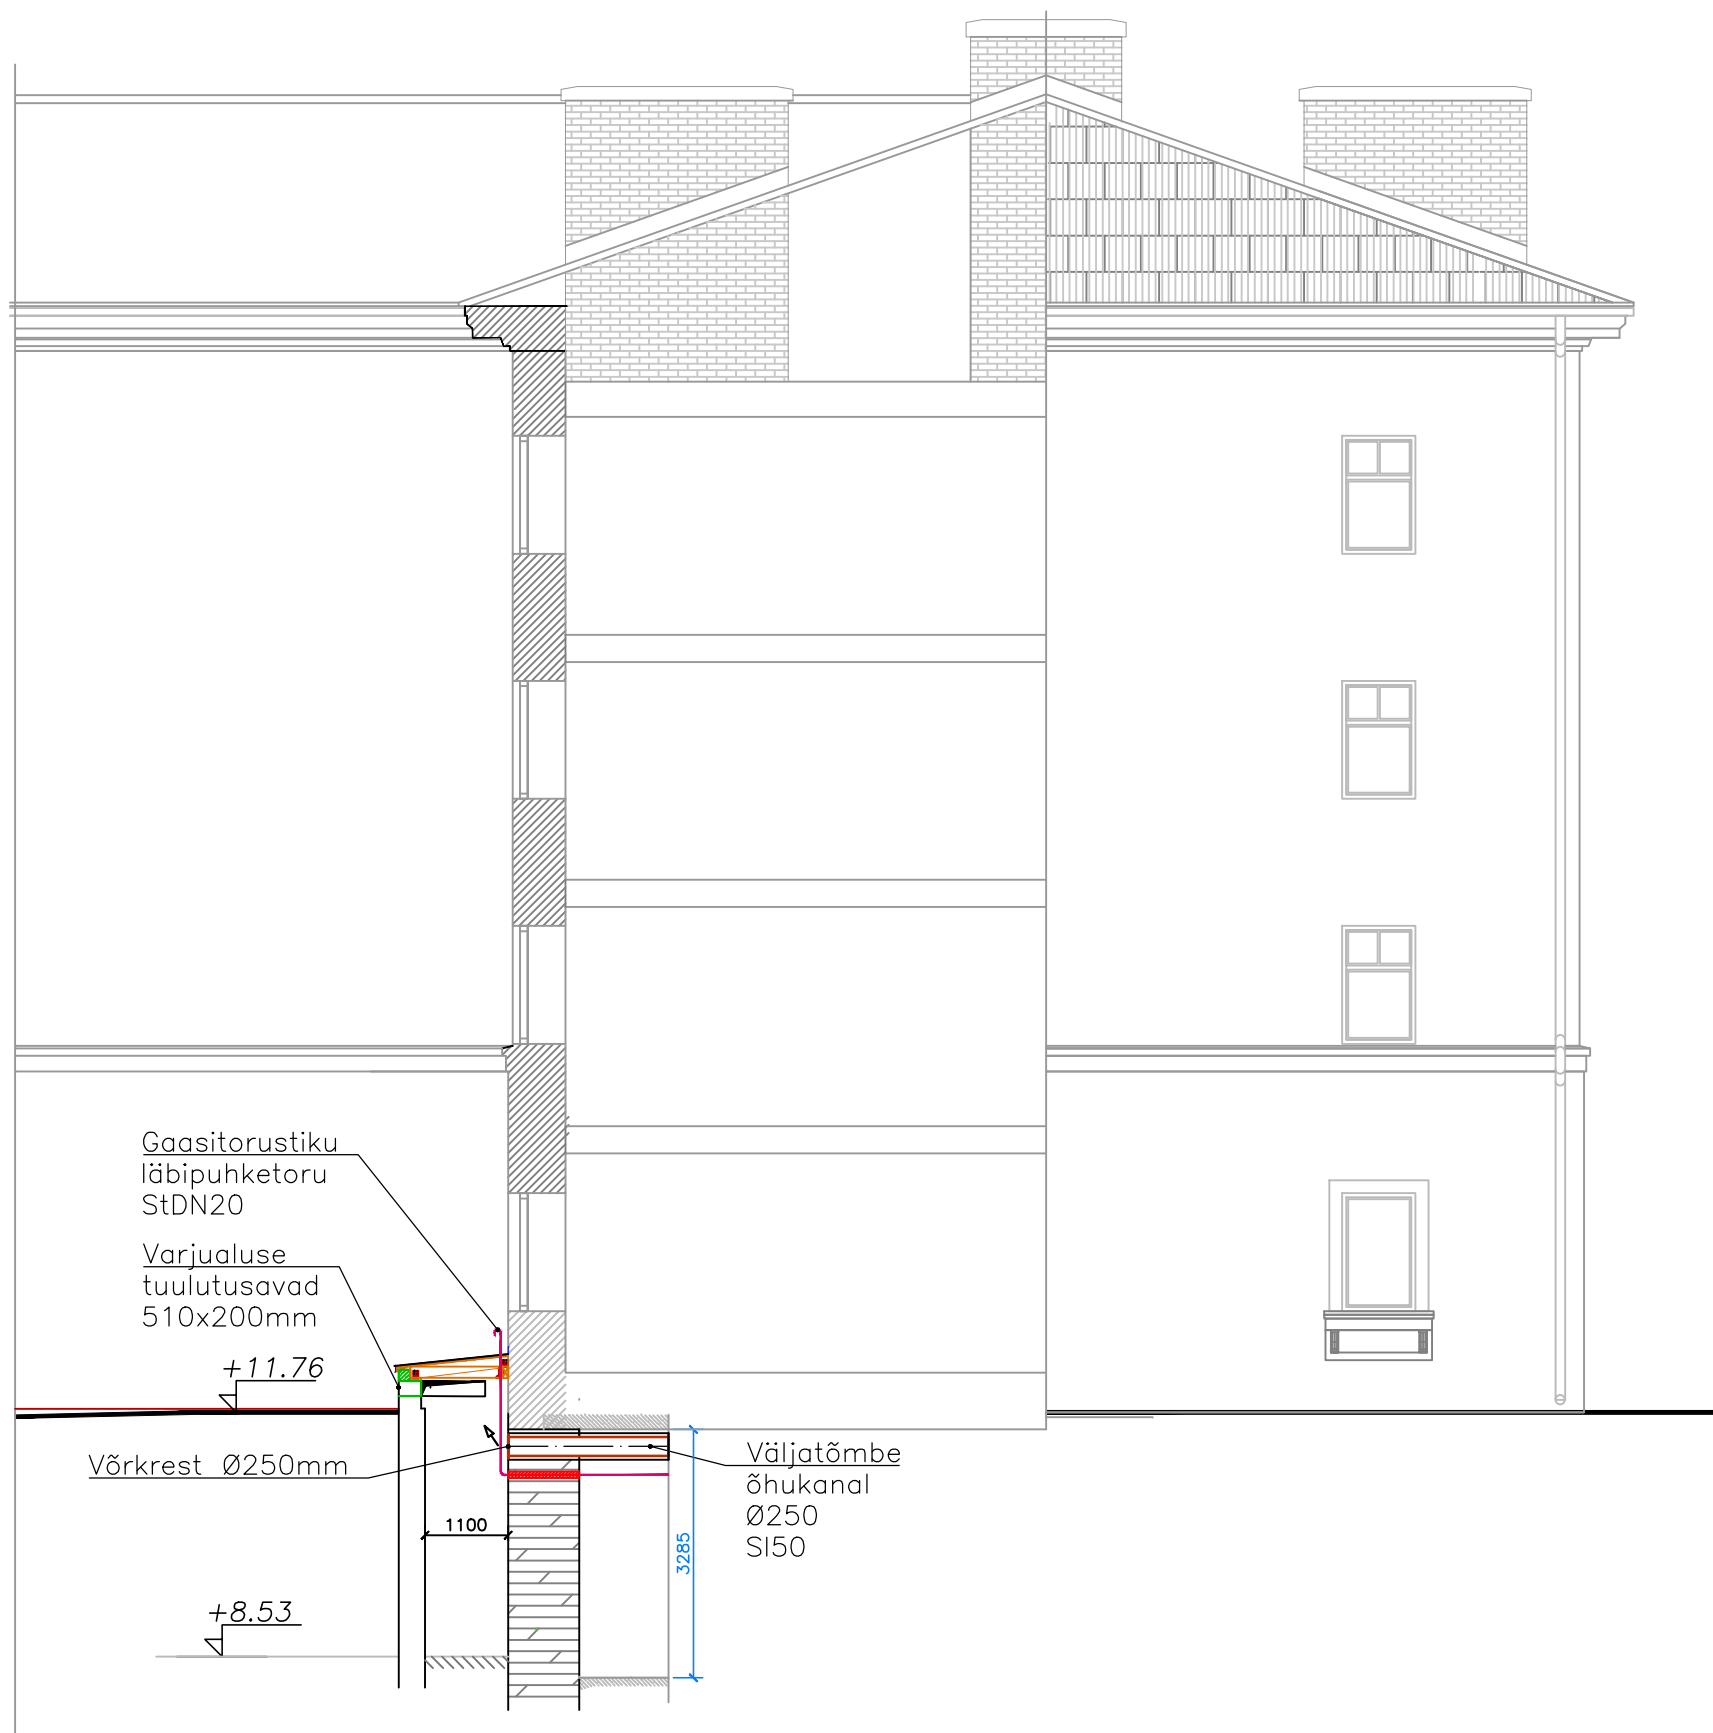 Gaasitorustiku
läbipuhketoru
StDN20
Varjualuse
tuulutusavad
510x200mm
+11.76
Võrkrest Ø250mm
Väljatõmbe
õhukanal
Ø250
SI50
1100
3285
+8.53